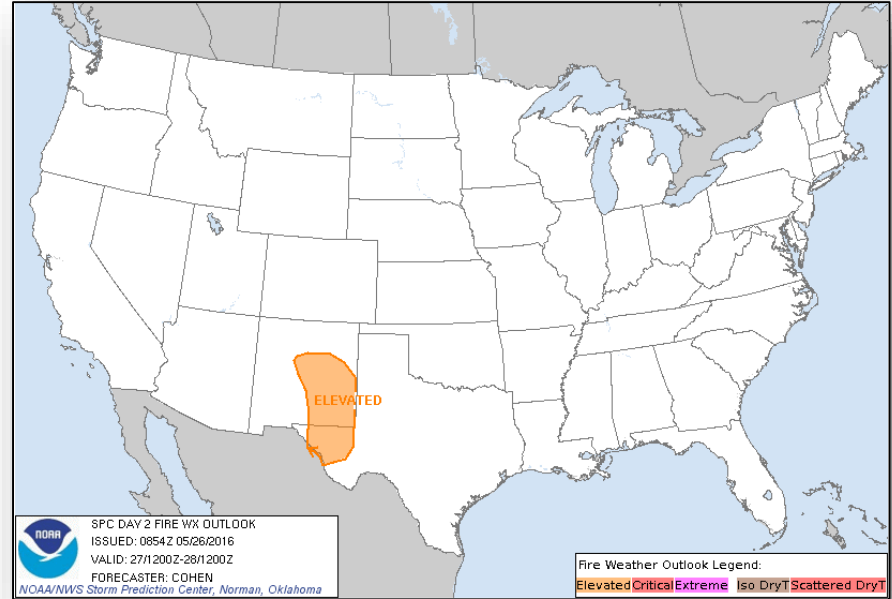 ELEVATED
NOAA
SPC DAY 2 FIRE WX OUTLOOK
ISSUED: 0854Z 05/26/2016
VALID: 27/1200Z-28/1200Z
FORECASTER: COHEN
NOAA/NWS Storm Prediction Center, Norman, Oklahoma
Fire Weather Outlook Legend:
Elevated Critical Extreme Iso DryT Scattered DryT